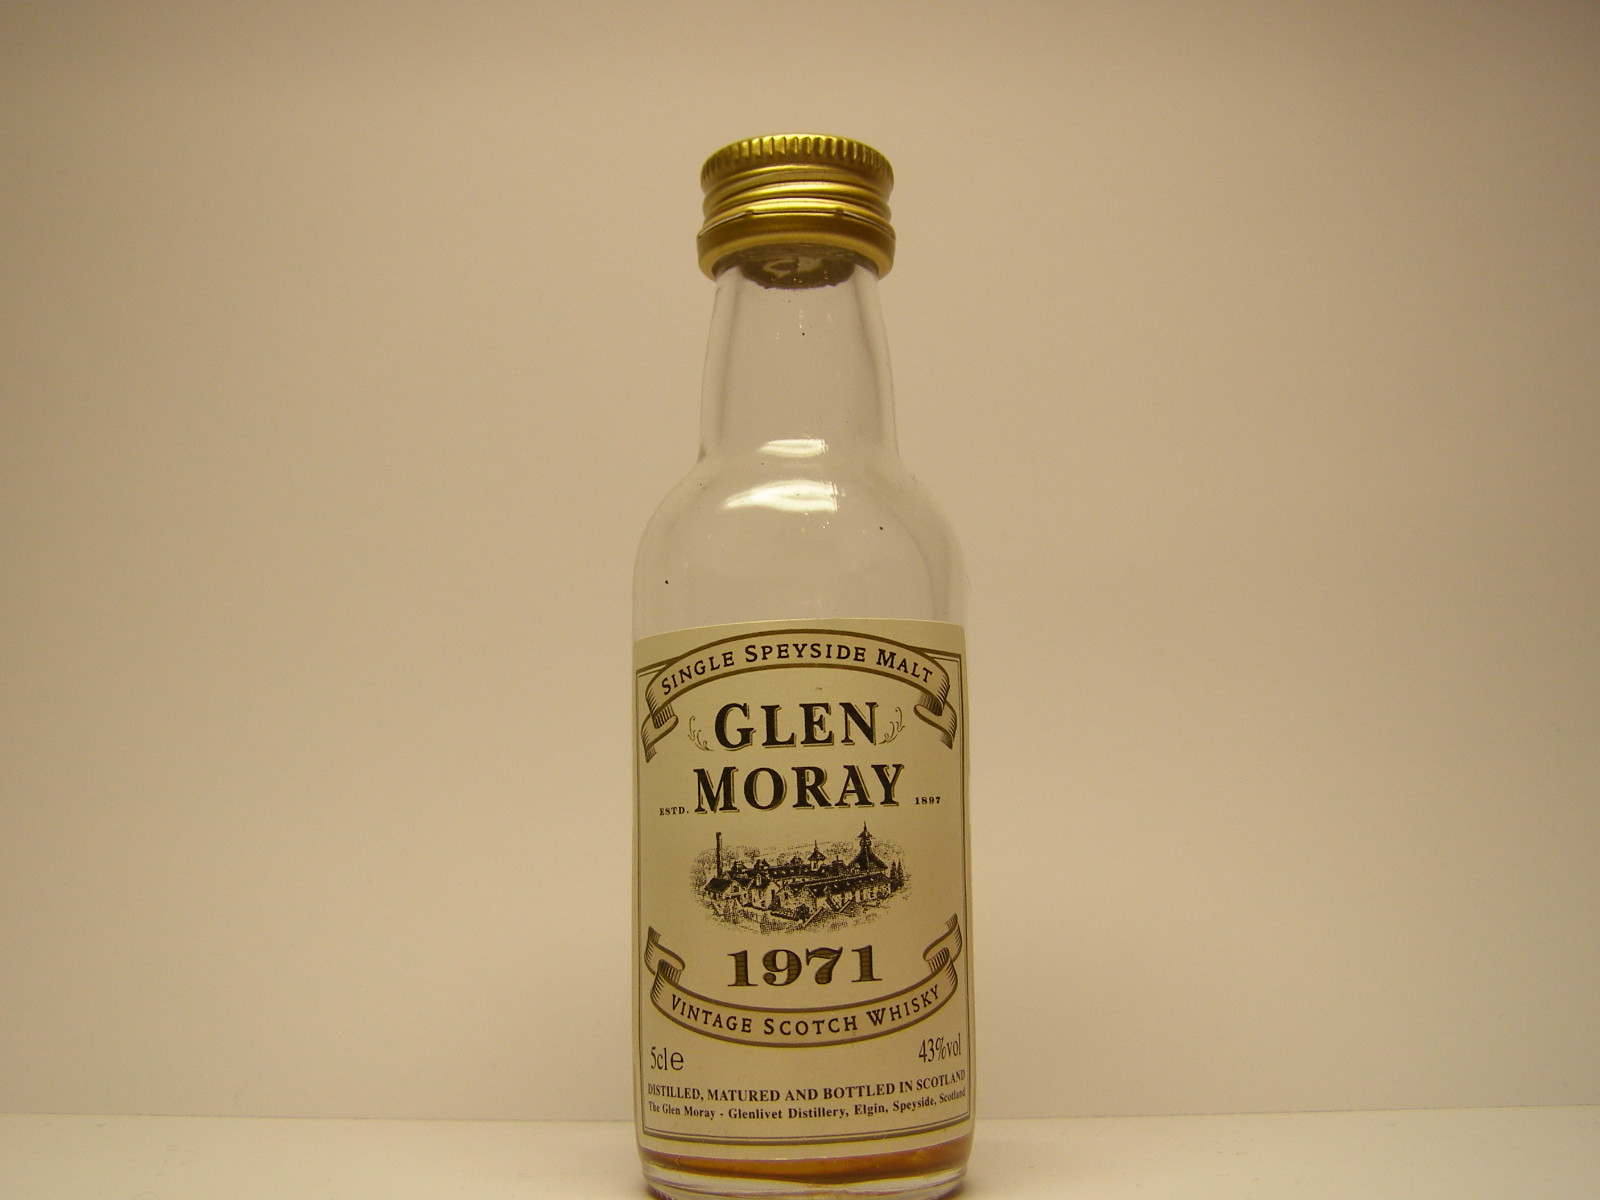 SINGLE SPEYSIDE MALT
GLEN
MORAY
ESTD. 1897
1971
VINTAGE SCOTCH WHISKY
5cl e 43%vol
DISTILLED, MATURED AND BOTTLED IN SCOTLAND
The Glen Moray - Glenlivet Distillery, Elgin, Speyside, Scotland